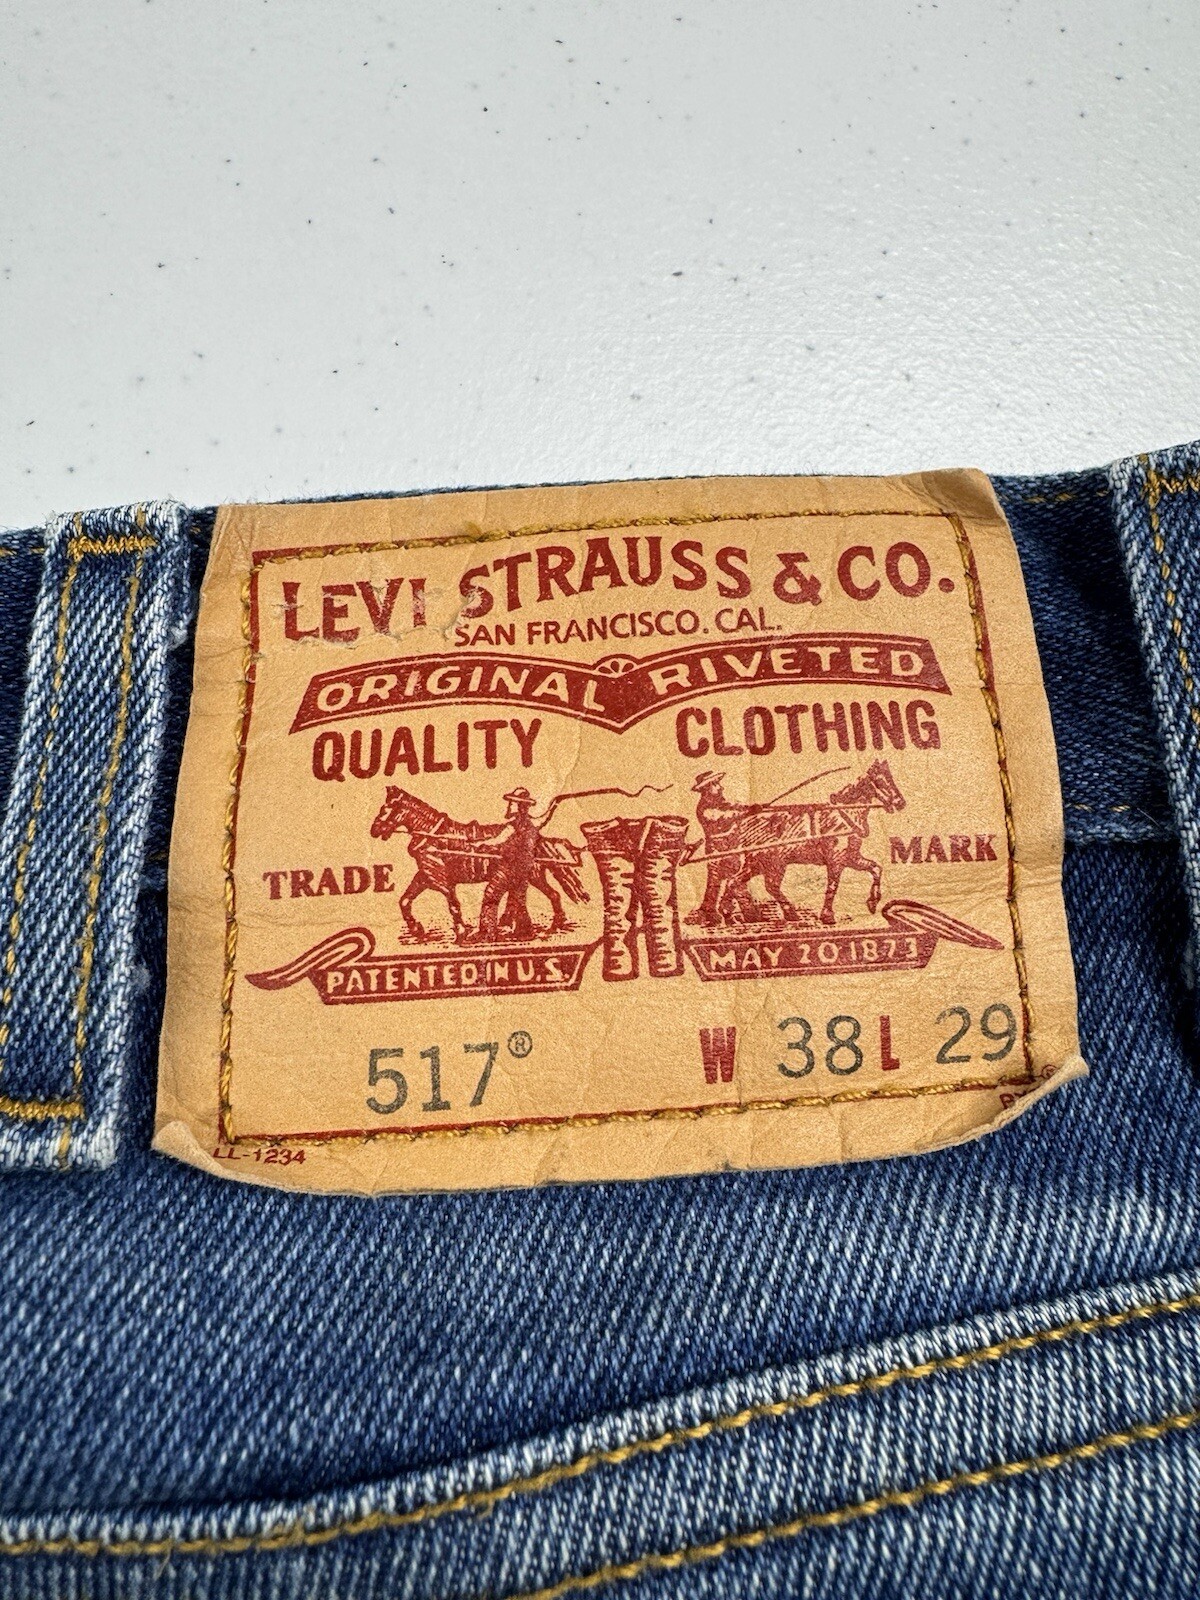 LEVI STRAUSS & CO.
SAN FRANCISCO. CAL.
ORIGINAL RIVETED
QUALITY CLOTHING
TRADE MARK
PATENTED IN U.S. MAY 20 1873
517® W 38 L 29
LL-1234